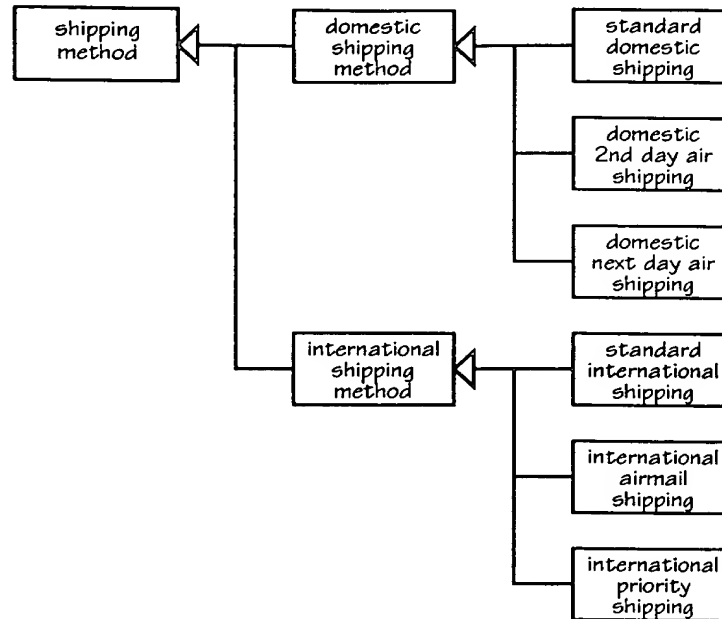 shipping
method
domestic
shipping
method
standard
domestic
shipping
domestic
2nd day air
shipping
domestic
next day air
shipping
international
shipping
method
standard
international
shipping
international
airmail
shipping
international
priority
shipping